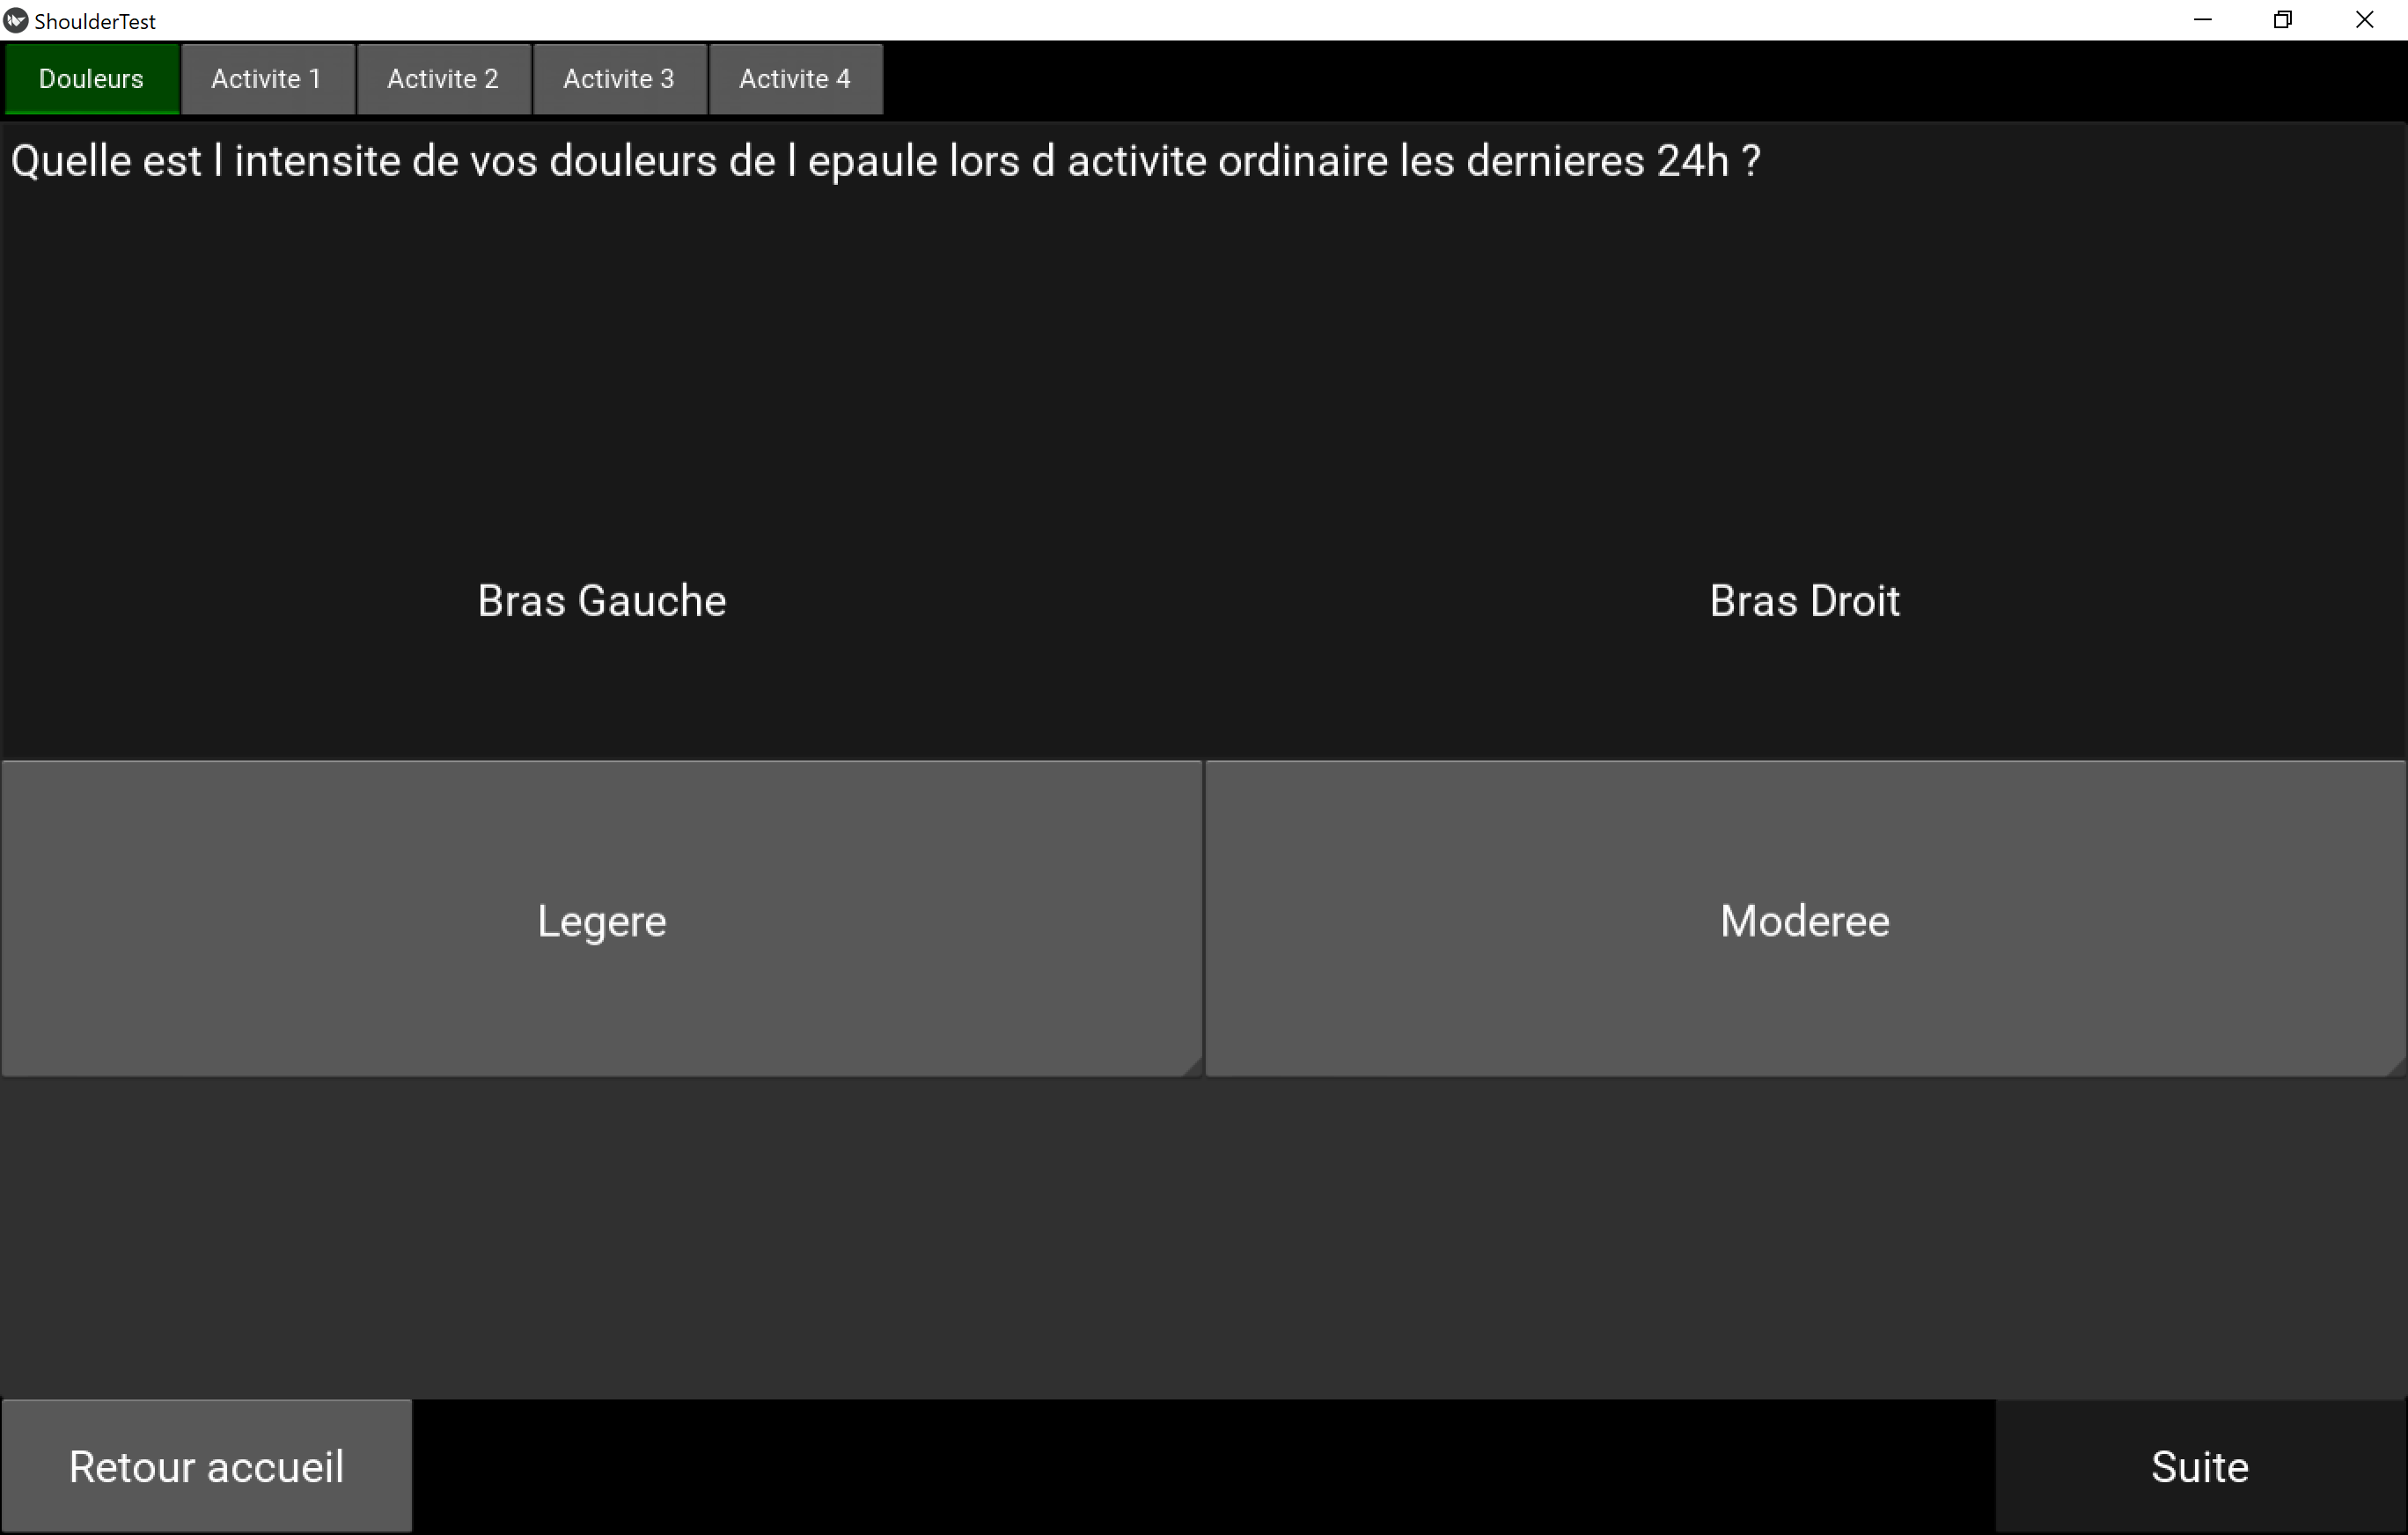 ShoulderTest
Douleurs Activite 1 Activite 2 Activite 3 Activite 4
Quelle est l intensite de vos douleurs de l epaule lors d activite ordinaire les dernieres 24h ?
Bras Gauche Bras Droit
Legere Moderee
Retour accueil Suite